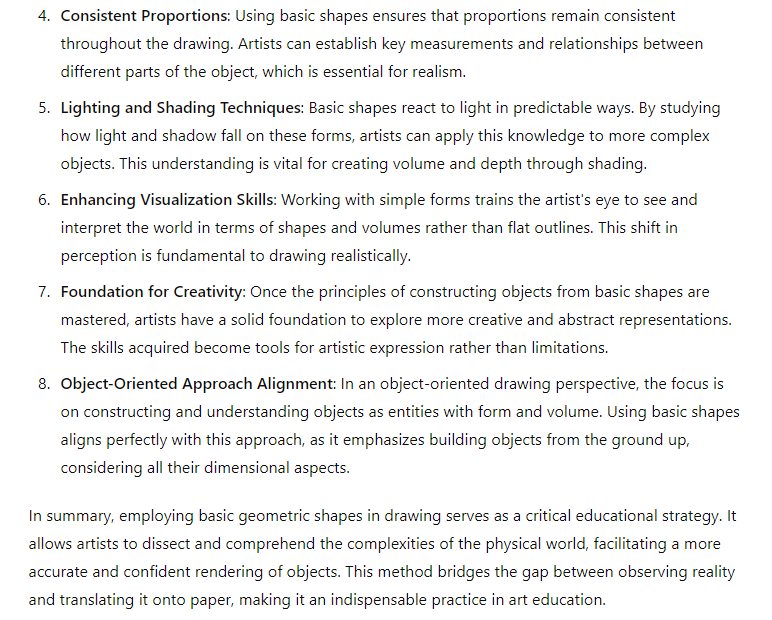 4. Consistent Proportions: Using basic shapes ensures that proportions remain consistent
throughout the drawing. Artists can establish key measurements and relationships between
different parts of the object, which is essential for realism.
5. Lighting and Shading Techniques: Basic shapes react to light in predictable ways. By studying
how light and shadow fall on these forms, artists can apply this knowledge to more complex
objects. This understanding is vital for creating volume and depth through shading.
6. Enhancing Visualization Skills: Working with simple forms trains the artist's eye to see and
interpret the world in terms of shapes and volumes rather than flat outlines. This shift in
perception is fundamental to drawing realistically.
7. Foundation for Creativity: Once the principles of constructing objects from basic shapes are
mastered, artists have a solid foundation to explore more creative and abstract representations.
The skills acquired become tools for artistic expression rather than limitations.
8. Object-Oriented Approach Alignment: In an object-oriented drawing perspective, the focus is
on constructing and understanding objects as entities with form and volume. Using basic shapes
aligns perfectly with this approach, as it emphasizes building objects from the ground up,
considering all their dimensional aspects.
In summary, employing basic geometric shapes in drawing serves as a critical educational strategy. It
allows artists to dissect and comprehend the complexities of the physical world, facilitating a more
accurate and confident rendering of objects. This method bridges the gap between observing reality
and translating it onto paper, making it an indispensable practice in art education.